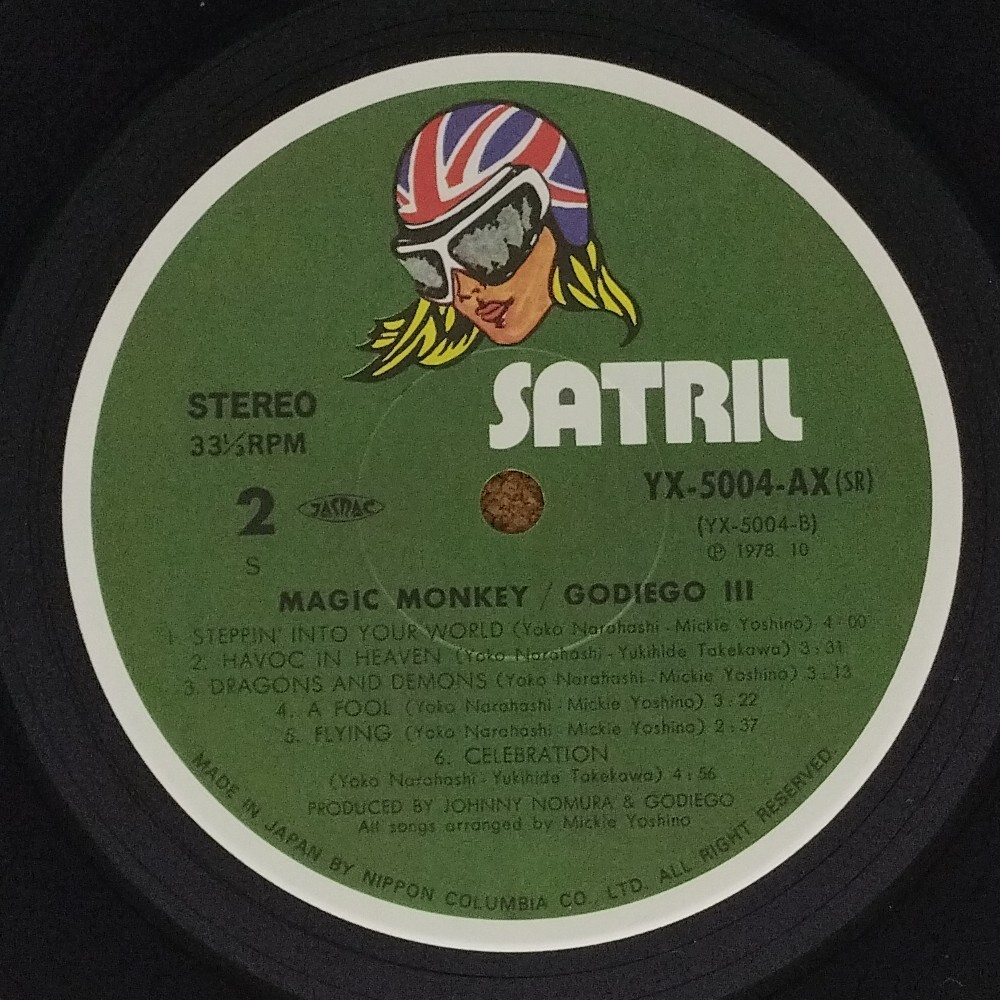 SATRIL
STEREO
33⅓RPM
YX-5004-AX(SR)
2
JASRAC
(YX-5004-B)
Ⓟ 1978. 10
S
MAGIC MONKEY / GODIEGO III
1. STEPPIN' INTO YOUR WORLD (Yoko Narahashi - Mickie Yoshino) 4:00
2. HAVOC IN HEAVEN (Yoko Narahashi - Yukihide Takekawa) 3:31
3. DRAGONS AND DEMONS (Yoko Narahashi - Mickie Yoshino) 3:13
4. A FOOL (Yoko Narahashi - Mickie Yoshino) 3:22
5. FLYING (Yoko Narahashi - Mickie Yoshino) 2:37
6. CELEBRATION
(Yoko Narahashi - Yukihide Takekawa) 4:56
PRODUCED BY JOHNNY NOMURA & GODIEGO
All songs arranged by Mickie Yoshino
MADE IN JAPAN BY NIPPON COLUMBIA CO., LTD. ALL RIGHT RESERVED.